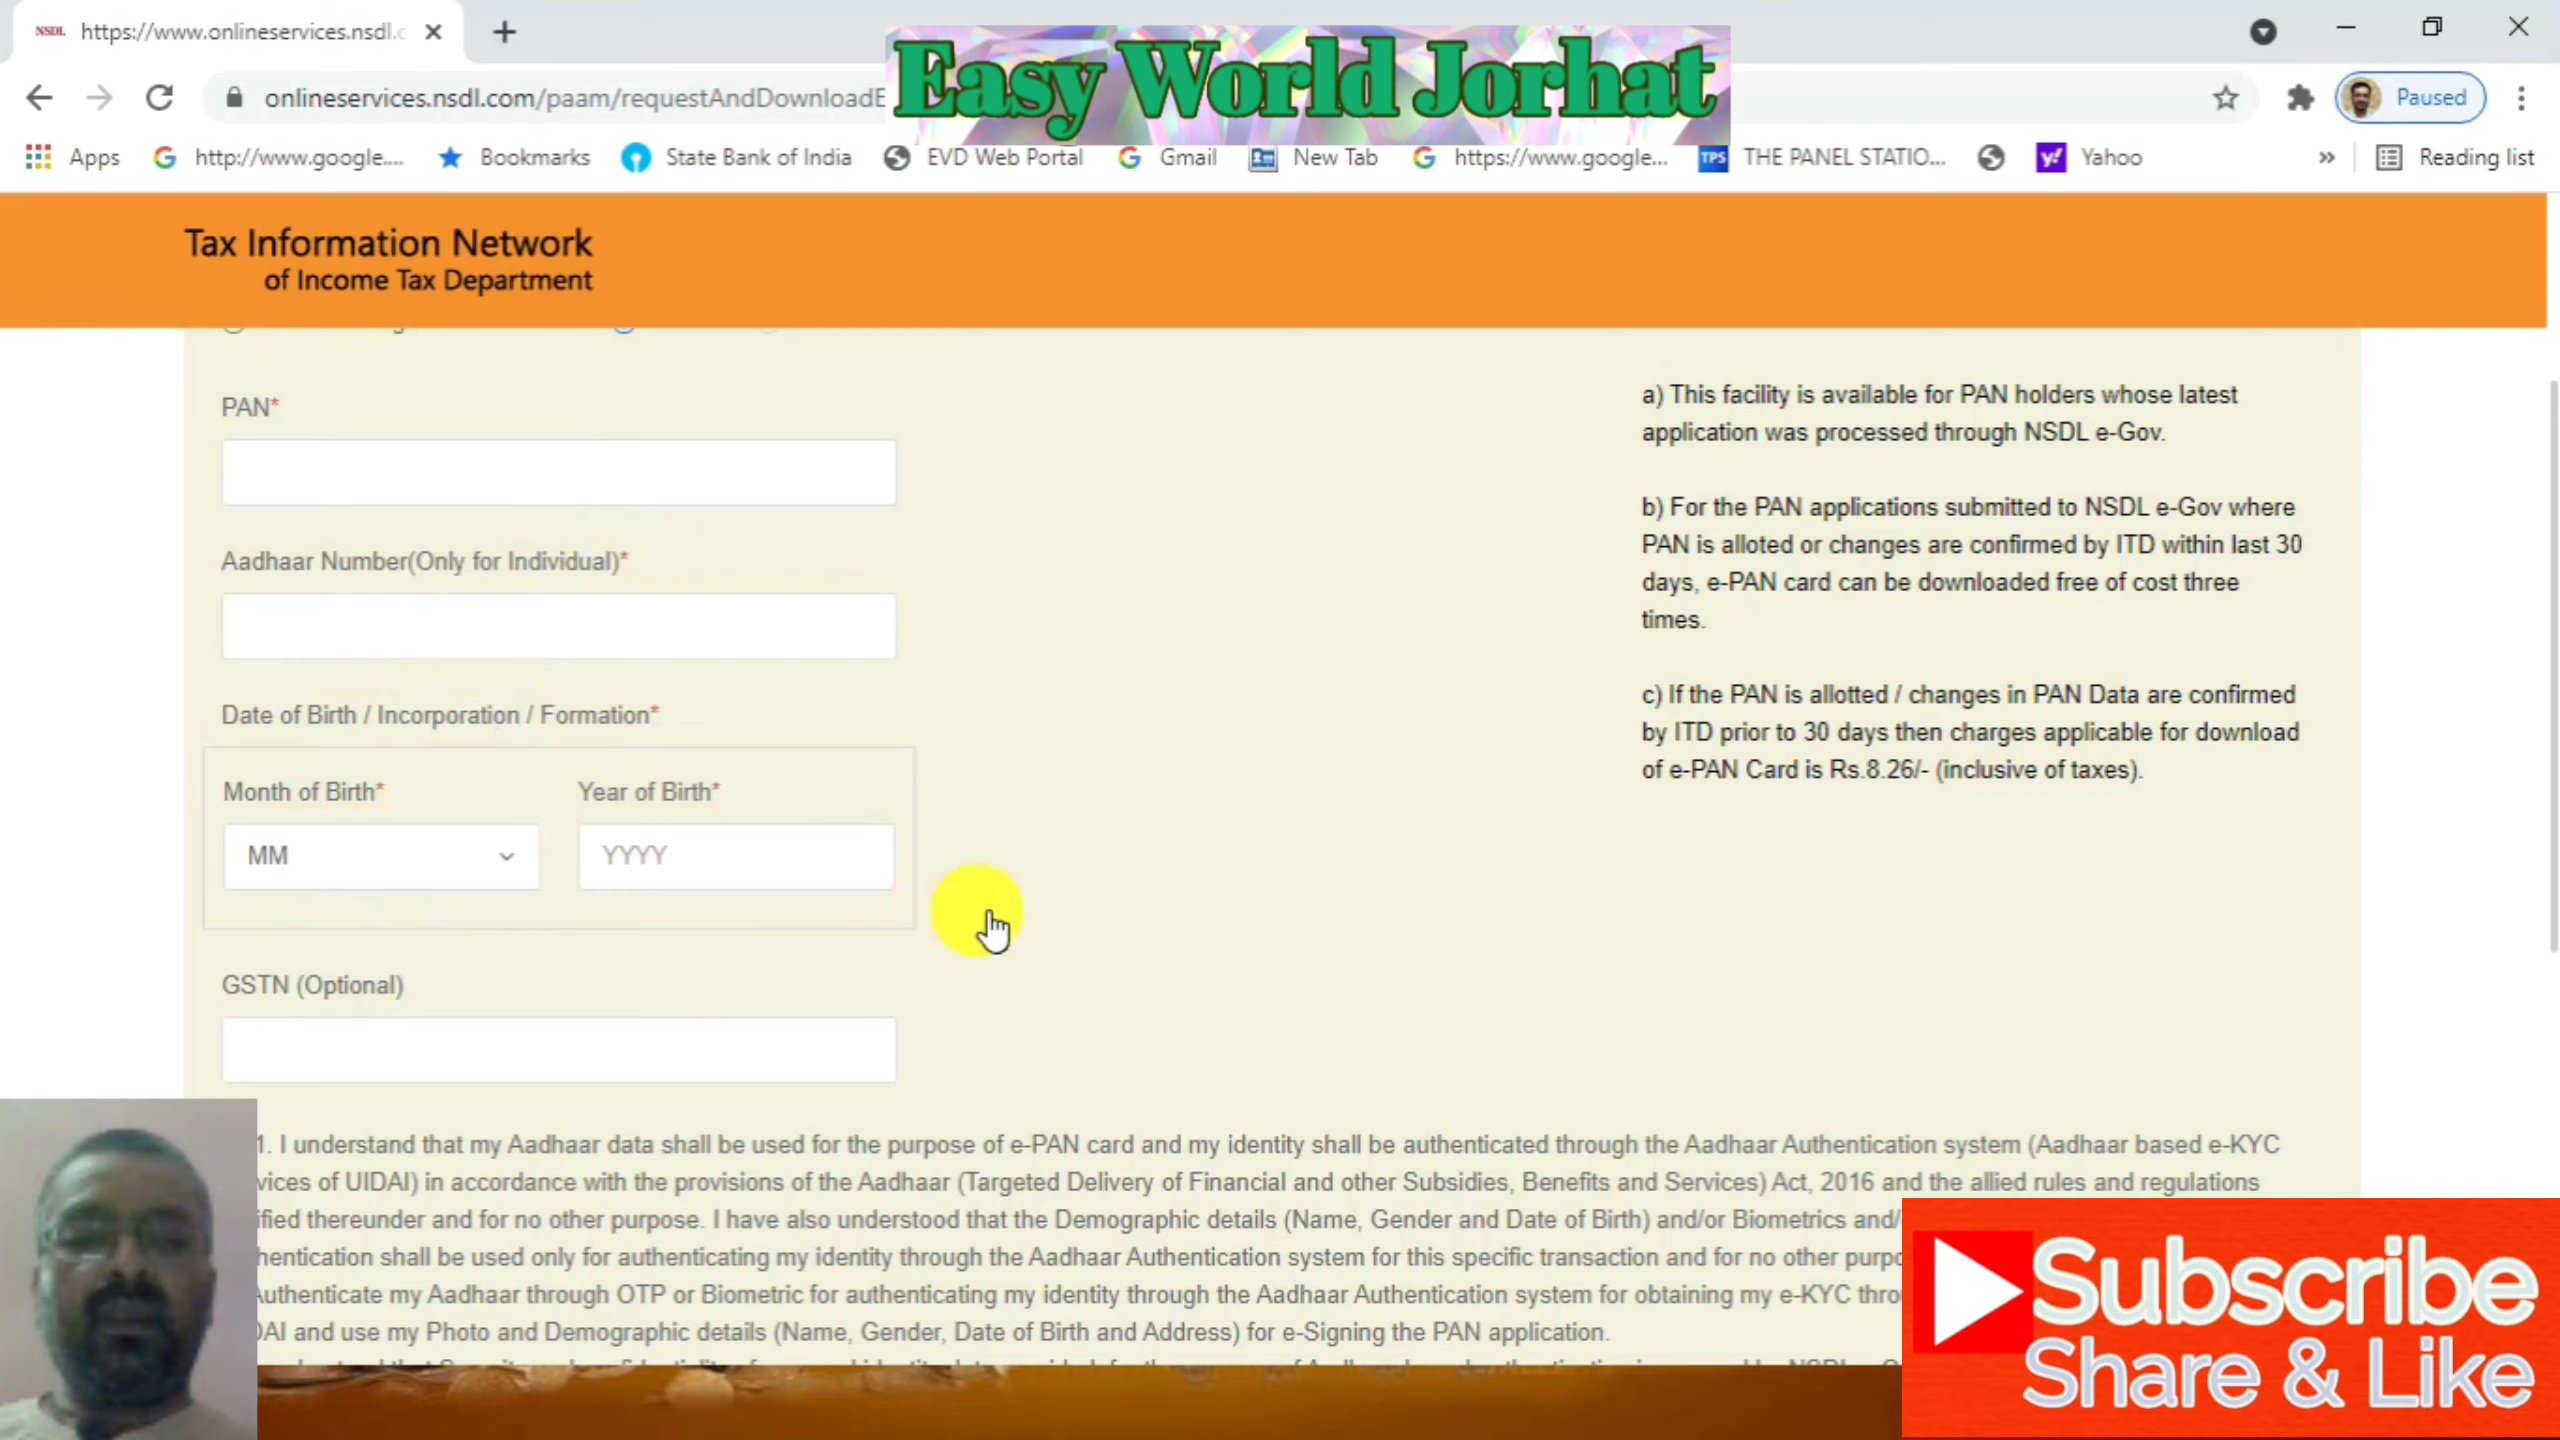 NSDL https://www.onlineservices.nsdl.c
onlineservices.nsdl.com/paam/requestAndDownloadE
Easy World Jorhat
Paused
Apps http://www.google.... Bookmarks State Bank of India EVD Web Portal Gmail New Tab https://www.google... TPS THE PANEL STATIO... y! Yahoo » Reading list
Tax Information Network
of Income Tax Department
PAN*
Aadhaar Number(Only for Individual)*
Date of Birth / Incorporation / Formation*
Month of Birth* Year of Birth*
MM YYYY
GSTN (Optional)
a) This facility is available for PAN holders whose latest
application was processed through NSDL e-Gov.
b) For the PAN applications submitted to NSDL e-Gov where
PAN is alloted or changes are confirmed by ITD within last 30
days, e-PAN card can be downloaded free of cost three
times.
c) If the PAN is allotted / changes in PAN Data are confirmed
by ITD prior to 30 days then charges applicable for download
of e-PAN Card is Rs.8.26/- (inclusive of taxes).
1. I understand that my Aadhaar data shall be used for the purpose of e-PAN card and my identity shall be authenticated through the Aadhaar Authentication system (Aadhaar based e-KYC
vices of UIDAI) in accordance with the provisions of the Aadhaar (Targeted Delivery of Financial and other Subsidies, Benefits and Services) Act, 2016 and the allied rules and regulations
ified thereunder and for no other purpose. I have also understood that the Demographic details (Name, Gender and Date of Birth) and/or Biometrics and/
hentication shall be used only for authenticating my identity through the Aadhaar Authentication system for this specific transaction and for no other purpo
Authenticate my Aadhaar through OTP or Biometric for authenticating my identity through the Aadhaar Authentication system for obtaining my e-KYC thro
DAI and use my Photo and Demographic details (Name, Gender, Date of Birth and Address) for e-Signing the PAN application.
Subscribe
Share & Like